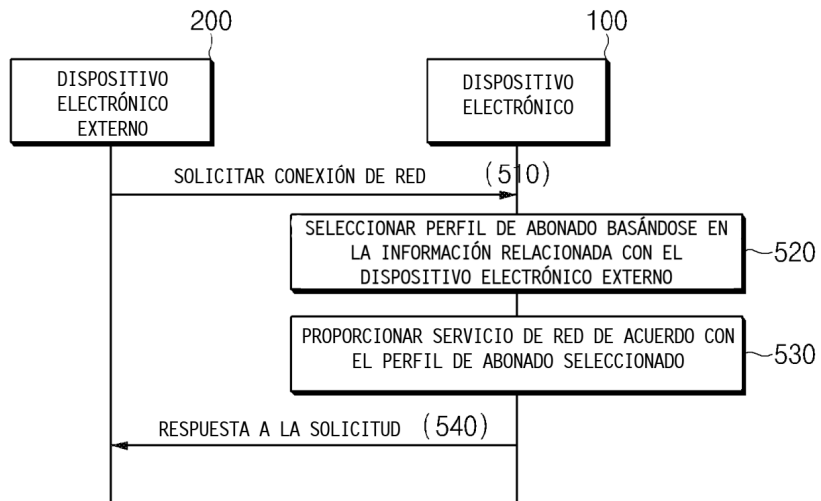 200
100
DISPOSITIVO
ELECTRÓNICO
EXTERNO
DISPOSITIVO
ELECTRÓNICO
SOLICITAR CONEXIÓN DE RED (510)
SELECCIONAR PERFIL DE ABONADO BASÁNDOSE EN
LA INFORMACIÓN RELACIONADA CON EL
DISPOSITIVO ELECTRÓNICO EXTERNO
520
PROPORCIONAR SERVICIO DE RED DE ACUERDO CON
EL PERFIL DE ABONADO SELECCIONADO
530
RESPUESTA A LA SOLICITUD (540)